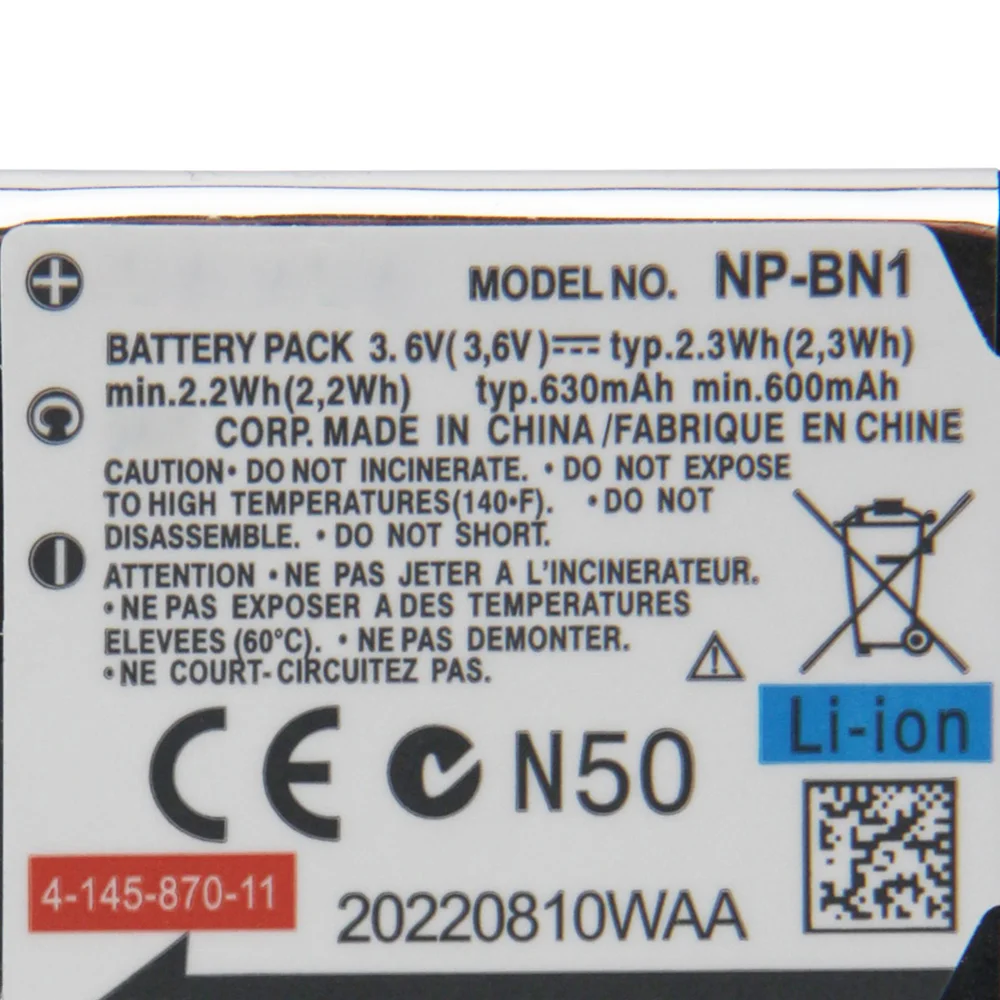 MODEL NO. NP-BN1
BATTERY PACK 3.6V(3,6V)⎓ typ.2.3Wh(2,3Wh)
min.2.2Wh(2,2Wh) typ.630mAh min.600mAh
CORP. MADE IN CHINA/FABRIQUE EN CHINE
CAUTION• DO NOT INCINERATE. • DO NOT EXPOSE
TO HIGH TEMPERATURES(140•F). •DO NOT
DISASSEMBLE. • DO NOT SHORT.
ATTENTION •NE PAS JETER A L'INCINERATEUR.
•NE PAS EXPOSER A DES TEMPERATURES
ELEVEES (60°C). • NE PAS DEMONTER.
•NE COURT-CIRCUITEZ PAS.
Li-ion
CE N50
4-145-870-11
20220810WAA